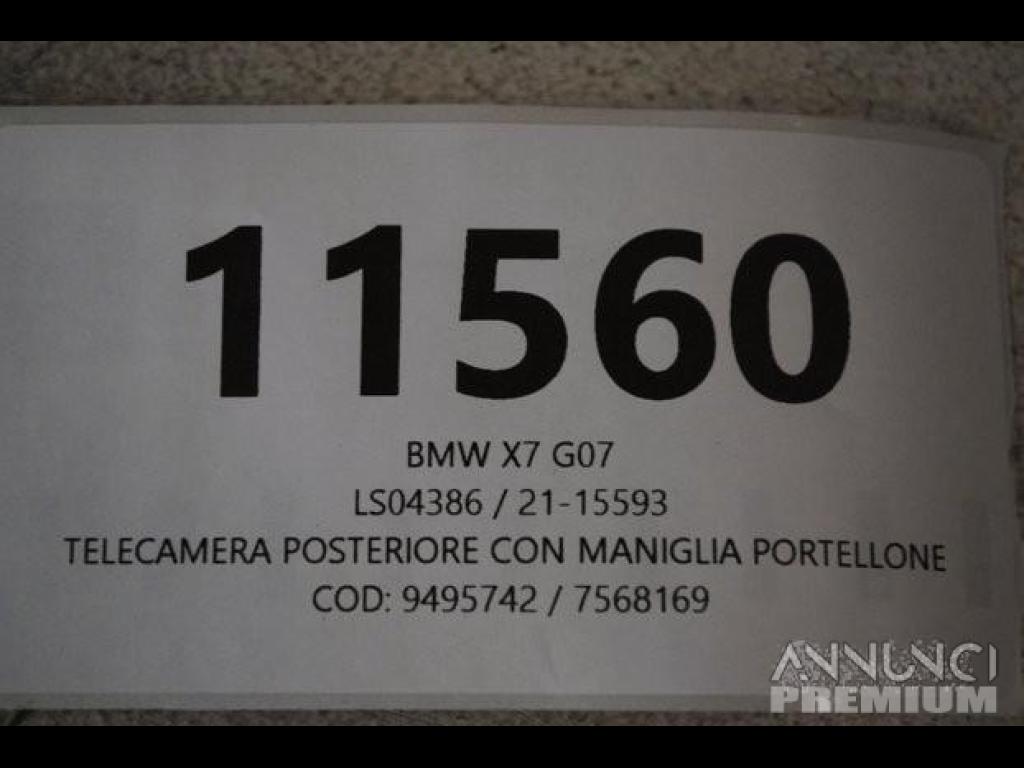 11560
BMW X7 G07
LS04386 / 21-15593
TELECAMERA POSTERIORE CON MANIGLIA PORTELLONE
COD: 9495742 / 7568169
ANNUNCI
PREMIUM